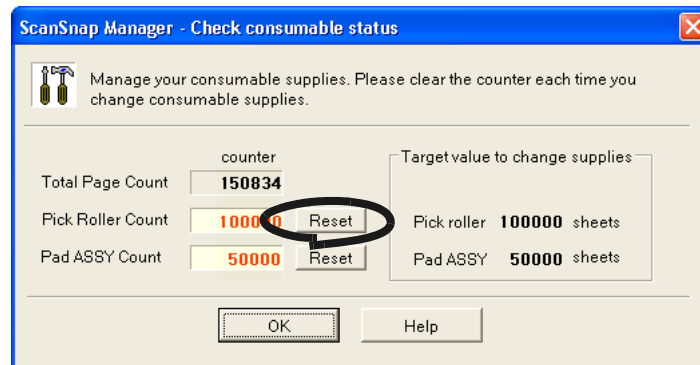 ScanSnap Manager - Check consumable status
Manage your consumable supplies. Please clear the counter each time you
change consumable supplies.
counter
Target value to change supplies
Total Page Count 150834
Pick Roller Count 100000 Reset
Pick roller 100000 sheets
Pad ASSY Count 50000 Reset
Pad ASSY 50000 sheets
OK Help